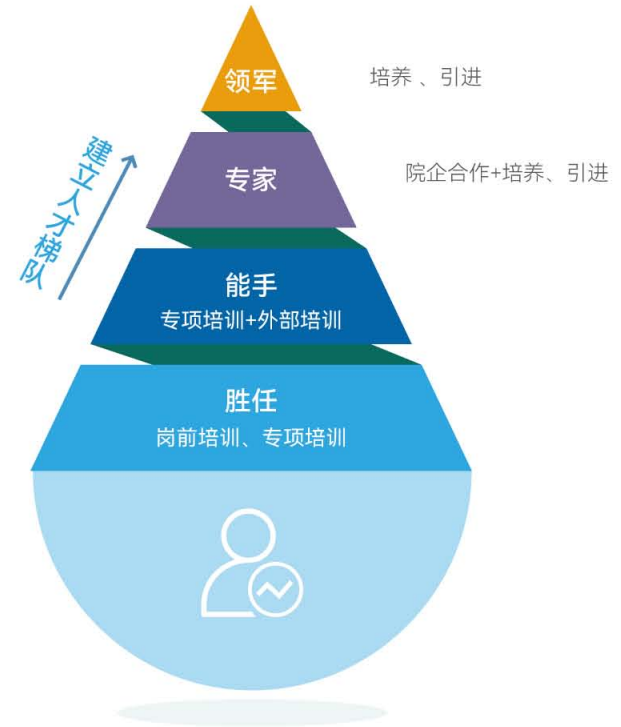 领军
培养 、引进
专家
院企合作+培养、引进
建立人才梯队
能手
专项培训+外部培训
胜任
岗前培训、专项培训